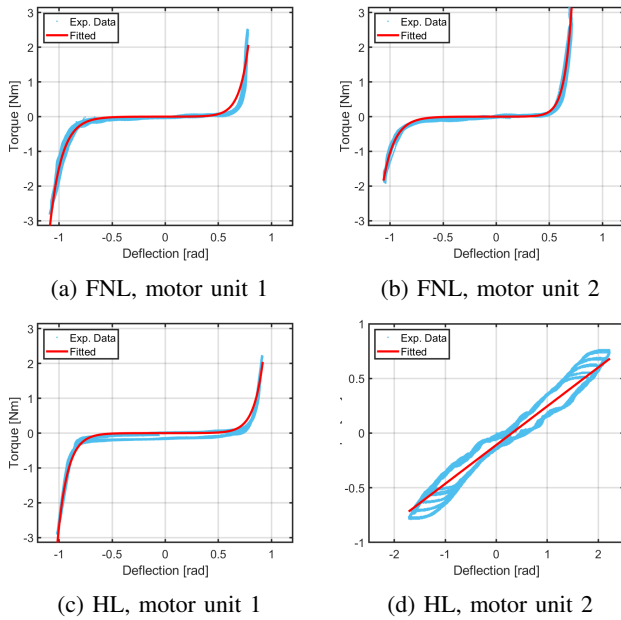 3
2
1
0
-1
-2
-3
Torque [Nm]
Exp. Data
Fitted
-1
-0.5
0
0.5
1
Deflection [rad]
(a) FNL, motor unit 1
3
2
1
0
-1
-2
-3
Torque [Nm]
Exp. Data
Fitted
-1
-0.5
0
0.5
1
Deflection [rad]
(b) FNL, motor unit 2
3
2
1
0
-1
-2
-3
Torque [Nm]
Exp. Data
Fitted
-1
-0.5
0
0.5
1
Deflection [rad]
(c) HL, motor unit 1
1
0.5
0
-0.5
-1
Exp. Data
Fitted
-2
-1
0
1
2
Deflection [rad]
(d) HL, motor unit 2